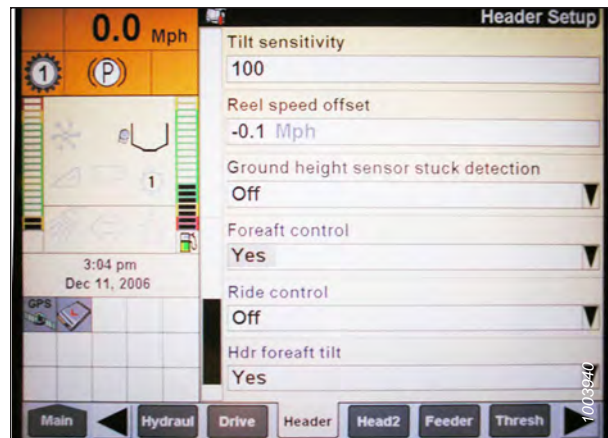 0.0 Mph
1
(P)
1
3:04 pm
Dec 11, 2006
GPS
Header Setup
Tilt sensitivity
100
Reel speed offset
-0.1 Mph
Ground height sensor stuck detection
Off
Foreaft control
Yes
Ride control
Off
Hdr foreaft tilt
Yes
1003940
Main
Hydraul
Drive
Header
Head2
Feeder
Thresh